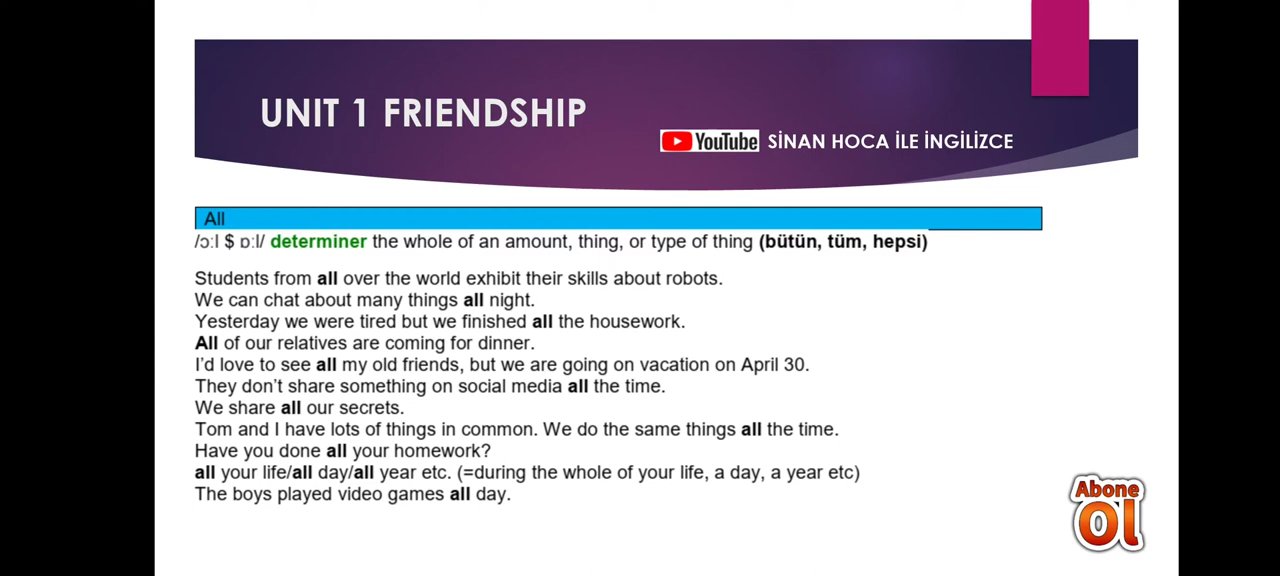 UNIT 1 FRIENDSHIP
YouTube SİNAN HOCA İLE İNGİLİZCE
All
/ɔːl $ ɒːl/ determiner the whole of an amount, thing, or type of thing (bütün, tüm, hepsi)
Students from all over the world exhibit their skills about robots.
We can chat about many things all night.
Yesterday we were tired but we finished all the housework.
All of our relatives are coming for dinner.
I'd love to see all my old friends, but we are going on vacation on April 30.
They don't share something on social media all the time.
We share all our secrets.
Tom and I have lots of things in common. We do the same things all the time.
Have you done all your homework?
all your life/all day/all year etc. (=during the whole of your life, a day, a year etc)
The boys played video games all day.
Abone
Ol